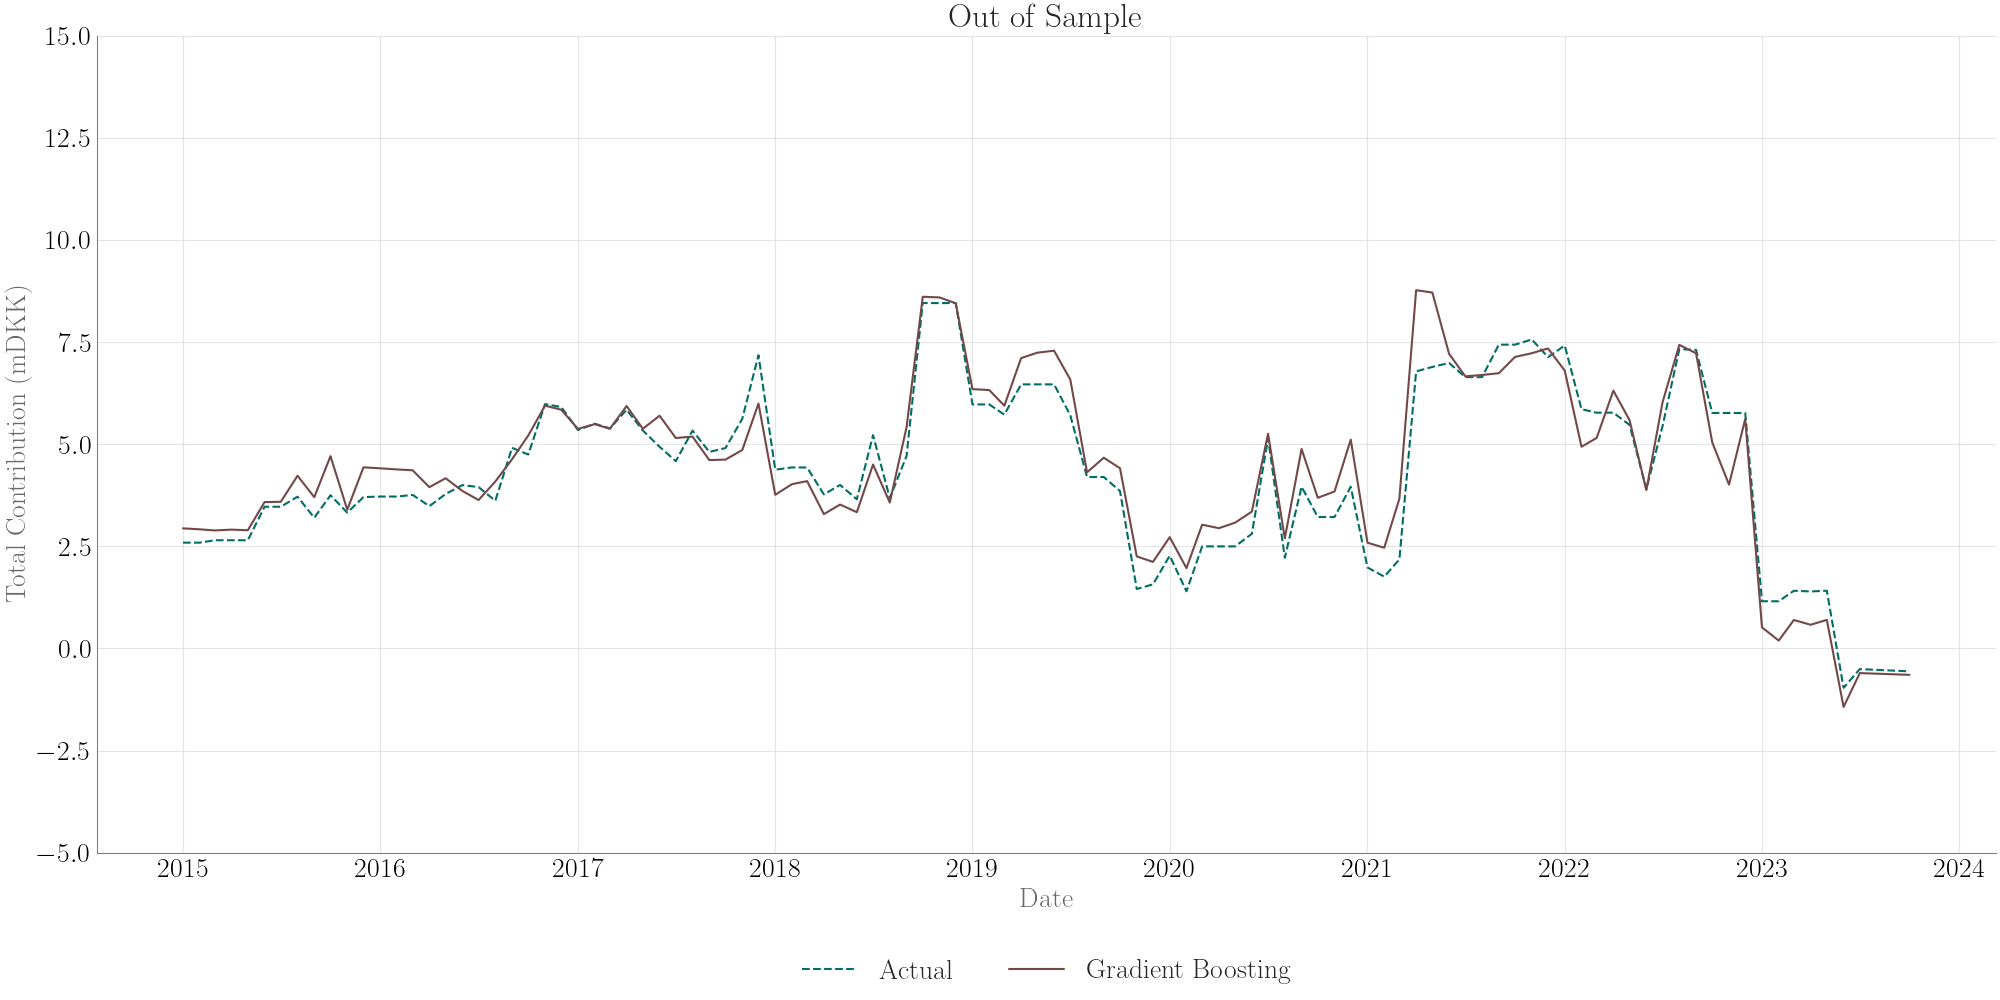 Out of Sample
15.0
12.5
10.0
7.5
5.0
2.5
0.0
−2.5
−5.0
Total Contribution (mDKK)
2015 2016 2017 2018 2019 2020 2021 2022 2023 2024
Date
Actual Gradient Boosting